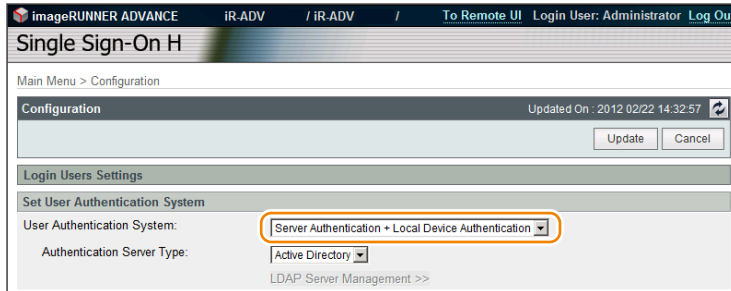 imageRUNNER ADVANCE iR-ADV / iR-ADV / To Remote UI Login User: Administrator Log Ou
Single Sign-On H
Main Menu > Configuration
Configuration Updated On : 2012 02/22 14:32:57
Update Cancel
Login Users Settings
Set User Authentication System
User Authentication System: Server Authentication + Local Device Authentication
Authentication Server Type: Active Directory
LDAP Server Management >>